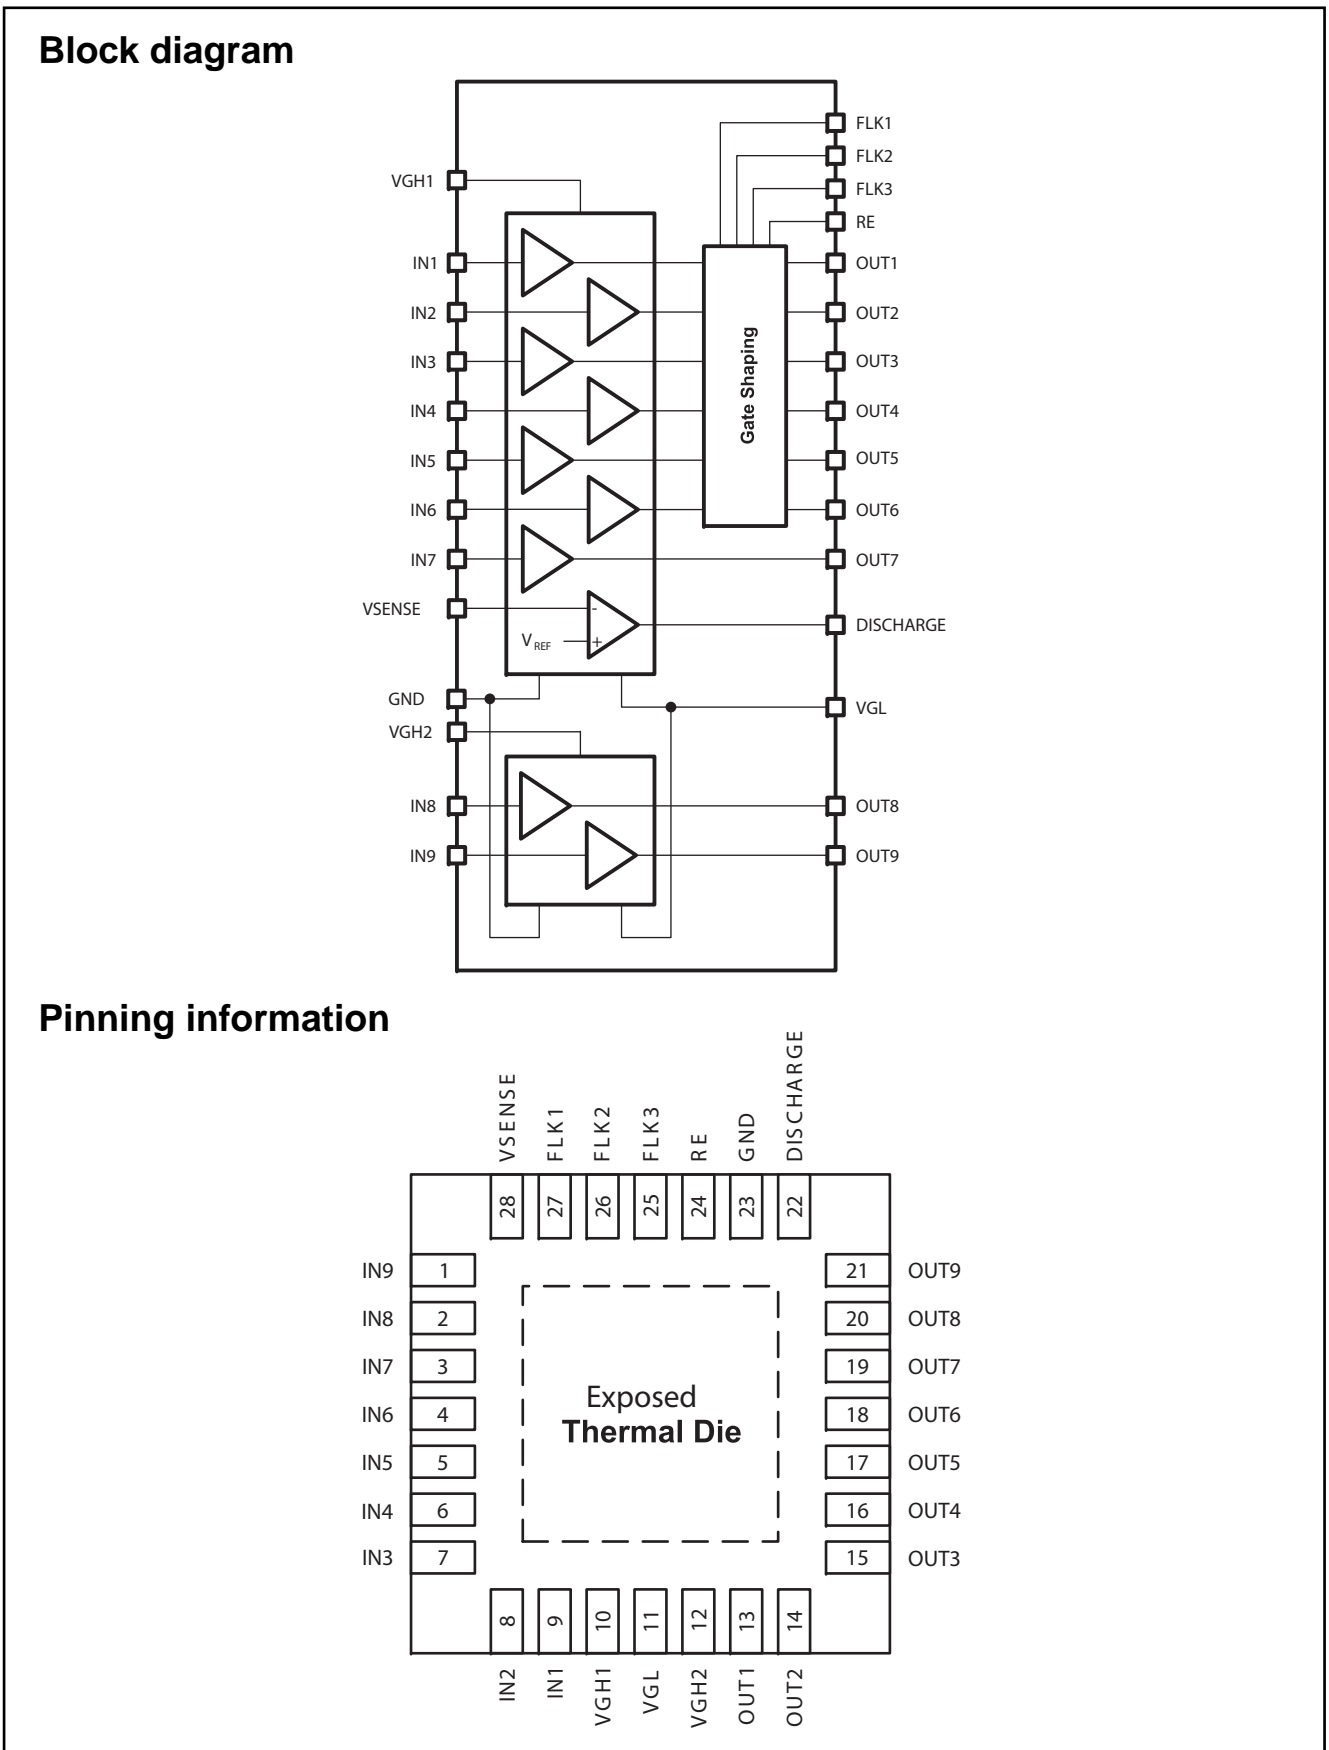 Block diagram
FLK1
FLK2
VGH1
FLK3
RE
IN1
OUT1
IN2
OUT2
IN3
OUT3
Gate Shaping
IN4
OUT4
IN5
OUT5
IN6
OUT6
IN7
OUT7
VSENSE
-
DISCHARGE
VREF
+
GND
VGL
VGH2
IN8
OUT8
IN9
OUT9
Pinning information
VSENSE
FLK1
FLK2
FLK3
RE
GND
DISCHARGE
28
27
26
25
24
23
22
IN9 1
21 OUT9
IN8 2
20 OUT8
IN7 3
19 OUT7
IN6 4
18 OUT6
IN5 5
17 OUT5
IN4 6
16 OUT4
IN3 7
15 OUT3
Exposed
Thermal Die
8
9
10
11
12
13
14
IN2
IN1
VGH1
VGL
VGH2
OUT1
OUT2